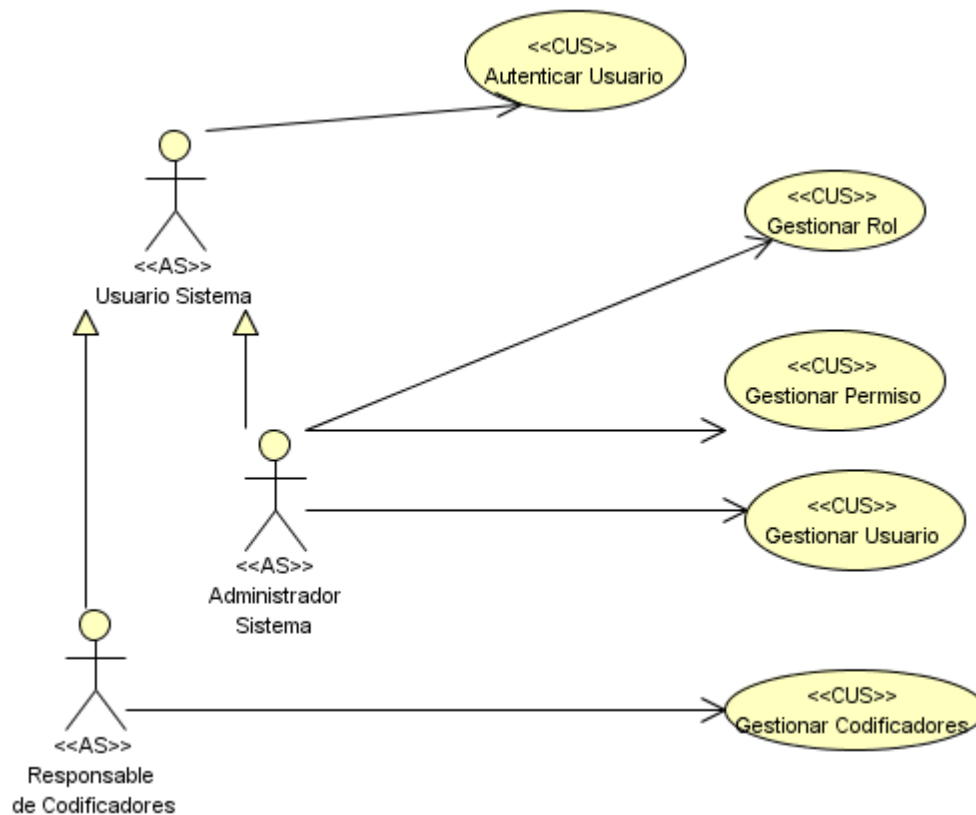 <<CUS>>
Autenticar Usuario
<<CUS>>
Gestionar Rol
<<AS>>
Usuario Sistema
<<CUS>>
Gestionar Permiso
<<CUS>>
Gestionar Usuario
<<AS>>
Administrador
Sistema
<<CUS>>
Gestionar Codificadores
<<AS>>
Responsable
de Codificadores